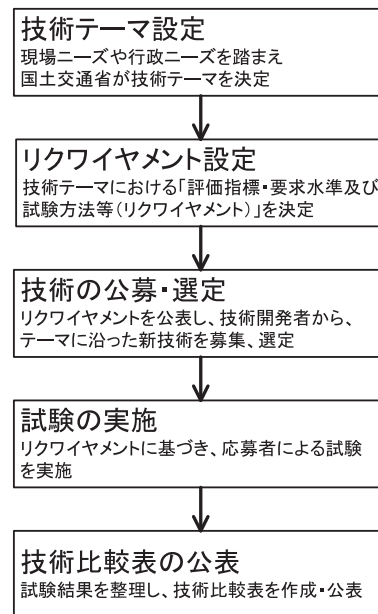 技術テーマ設定
現場ニーズや行政ニーズを踏まえ
国土交通省が技術テーマを決定
リクワイヤメント設定
技術テーマにおける「評価指標・要求水準及び
試験方法等(リクワイヤメント)」を決定
技術の公募・選定
リクワイヤメントを公表し、技術開発者から、
テーマに沿った新技術を募集、選定
試験の実施
リクワイヤメントに基づき、応募者による試験
を実施
技術比較表の公表
試験結果を整理し、技術比較表を作成・公表